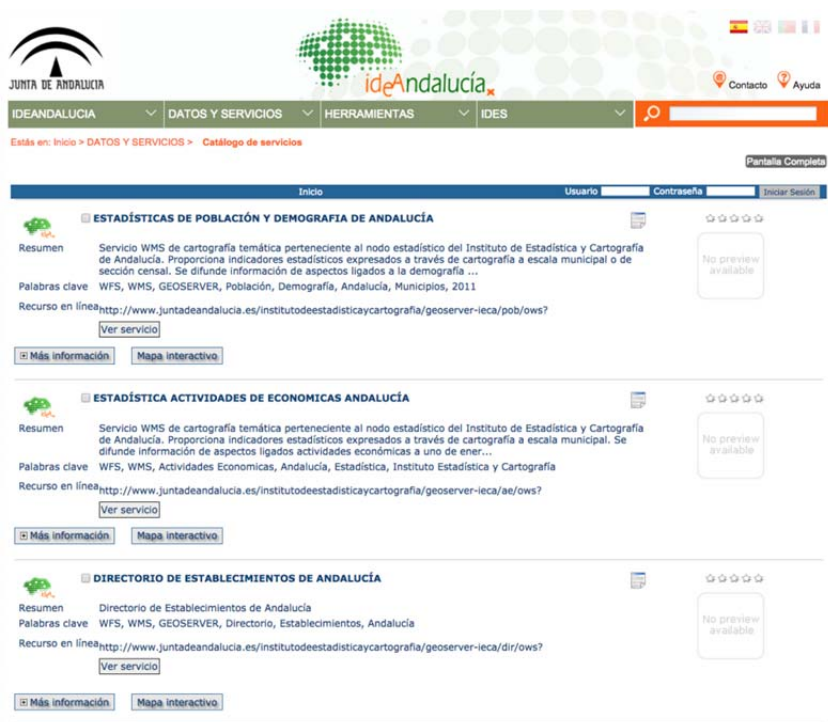 JUNTA DE ANDALUCIA
ideAndalucía
Contacto
Ayuda
IDEANDALUCIA
DATOS Y SERVICIOS
HERRAMIENTAS
IDES
Estás en: Inicio > DATOS Y SERVICIOS > Catálogo de servicios
Pantalla Completa
Inicio
Usuario
Contraseña
Iniciar Sesión
ESTADÍSTICAS DE POBLACIÓN Y DEMOGRAFIA DE ANDALUCÍA
Resumen
Servicio WMS de cartografía temática perteneciente al nodo estadístico del Instituto de Estadística y Cartografía
de Andalucía. Proporciona indicadores estadísticos expresados a través de cartografía a escala municipal o de
sección censal. Se difunde información de aspectos ligados a la demografía ...
No preview
available
Palabras clave WFS, WMS, GEOSERVER, Población, Demografía, Andalucía, Municipios, 2011
Recurso en línea http://www.juntadeandalucia.es/institutodeestadisticaycartografia/geoserver-ieca/pob/ows?
Ver servicio
Más información
Mapa interactivo
ESTADÍSTICA ACTIVIDADES DE ECONOMICAS ANDALUCÍA
Resumen
Servicio WMS de cartografía temática perteneciente al nodo estadístico del Instituto de Estadística y Cartografía
de Andalucía. Proporciona indicadores estadísticos expresados a través de cartografía a escala municipal. Se
difunde información de aspectos ligados actividades económicas a uno de ener...
No preview
available
Palabras clave WFS, WMS, Actividades Economicas, Andalucía, Estadística, Instituto Estadística y Cartografía
Recurso en línea http://www.juntadeandalucia.es/institutodeestadisticaycartografia/geoserver-ieca/ae/ows?
Ver servicio
Más información
Mapa interactivo
DIRECTORIO DE ESTABLECIMIENTOS DE ANDALUCÍA
Resumen Directorio de Establecimientos de Andalucía
Palabras clave WFS, WMS, GEOSERVER, Directorio, Establecimientos, Andalucía
No preview
available
Recurso en línea http://www.juntadeandalucia.es/institutodeestadisticaycartografia/geoserver-ieca/dir/ows?
Ver servicio
Más información
Mapa interactivo